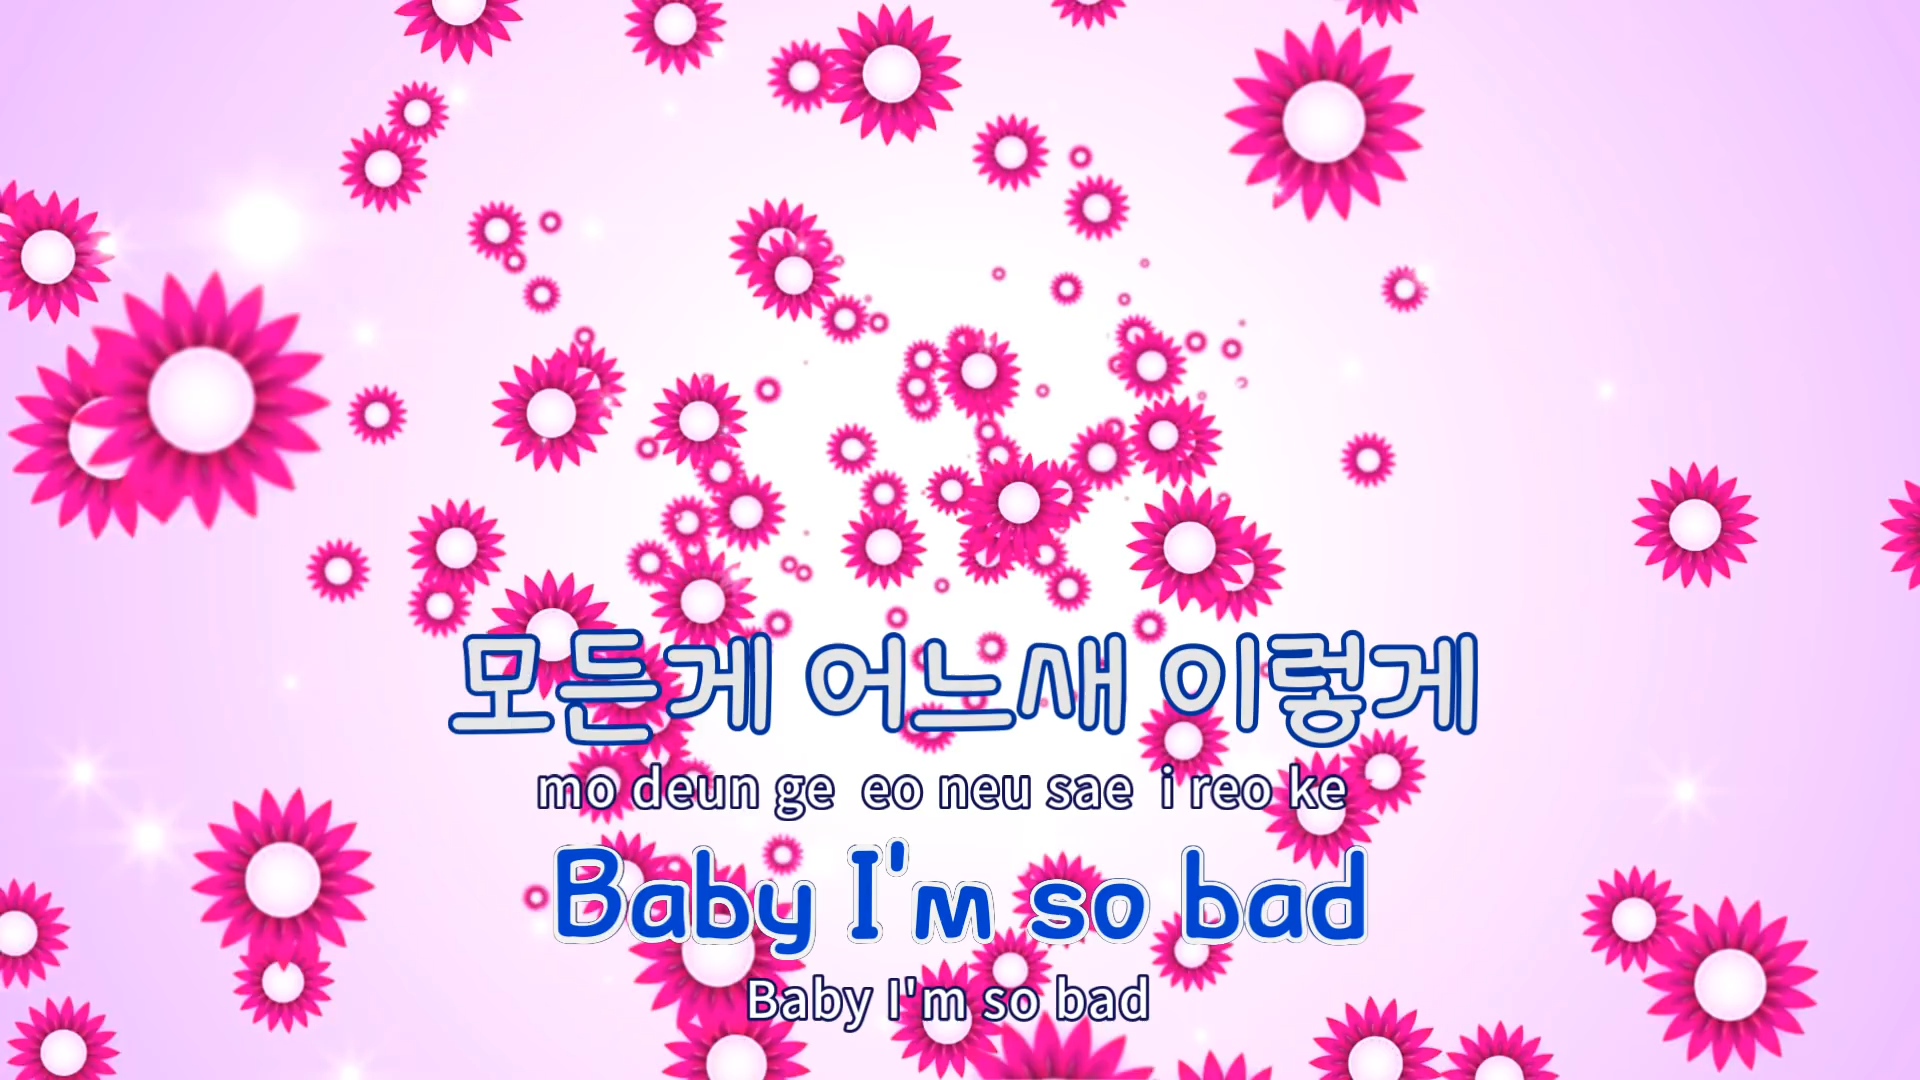 모든게 어느새 이렇게
mo deun ge eo neu sae i reo ke
Baby I'm so bad
Baby I'm so bad